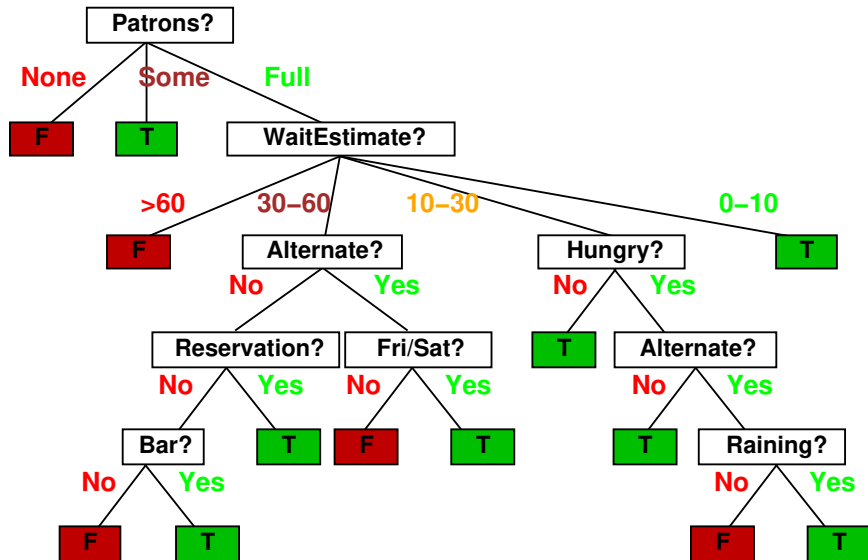 Patrons?
None Some Full
F T WaitEstimate?
>60 30−60 10−30 0−10
F Alternate? Hungry? T
No Yes No Yes
Reservation? Fri/Sat? T Alternate?
No Yes No Yes No Yes
Bar? T F T T Raining?
No Yes No Yes
F T F T